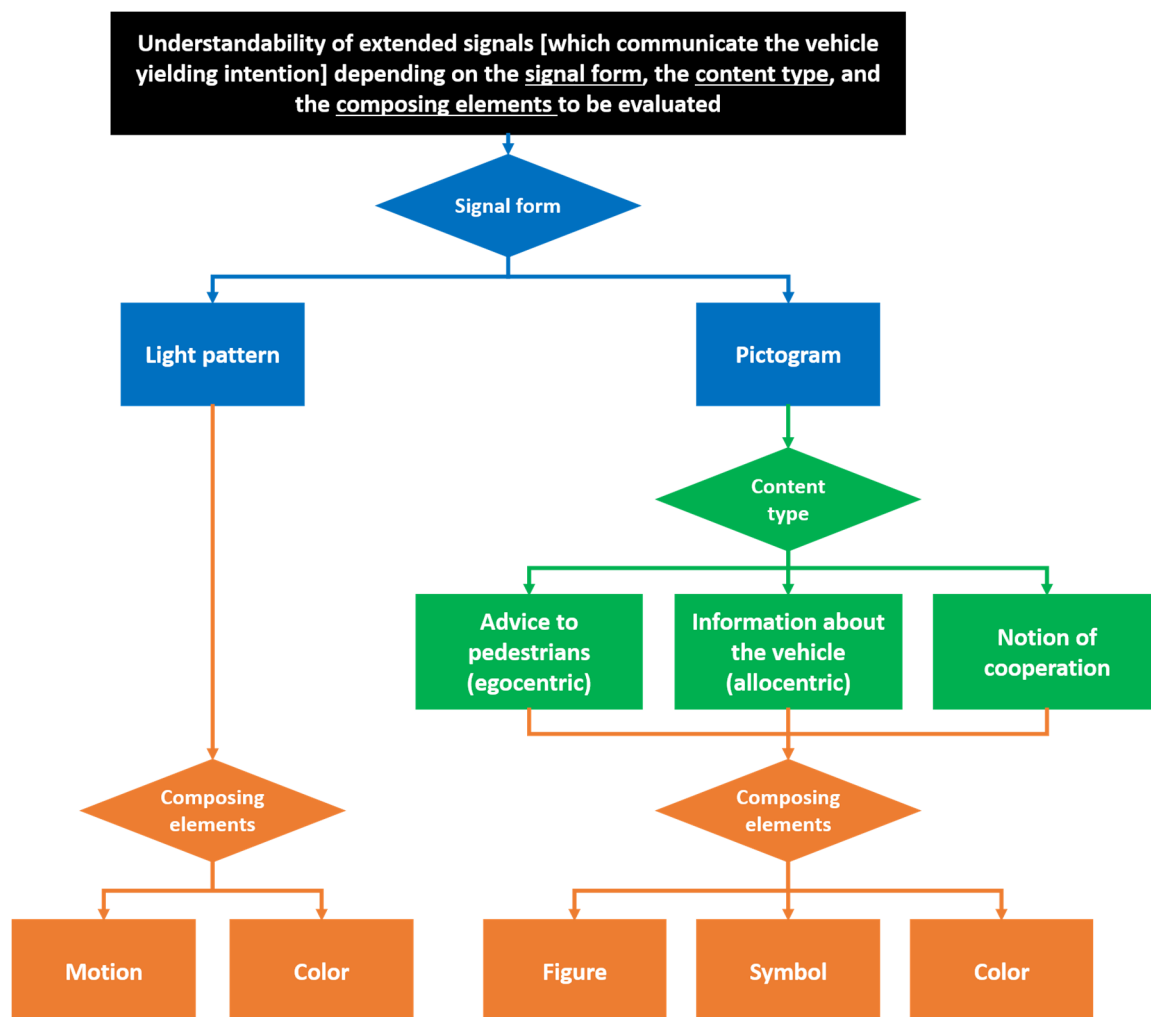 Understandability of extended signals [which communicate the vehicle
yielding intention] depending on the signal form, the content type, and
the composing elements to be evaluated
Signal form
Light pattern
Pictogram
Content
type
Advice to
pedestrians
(egocentric)
Information about
the vehicle
(allocentric)
Notion of
cooperation
Composing
elements
Composing
elements
Motion
Color
Figure
Symbol
Color